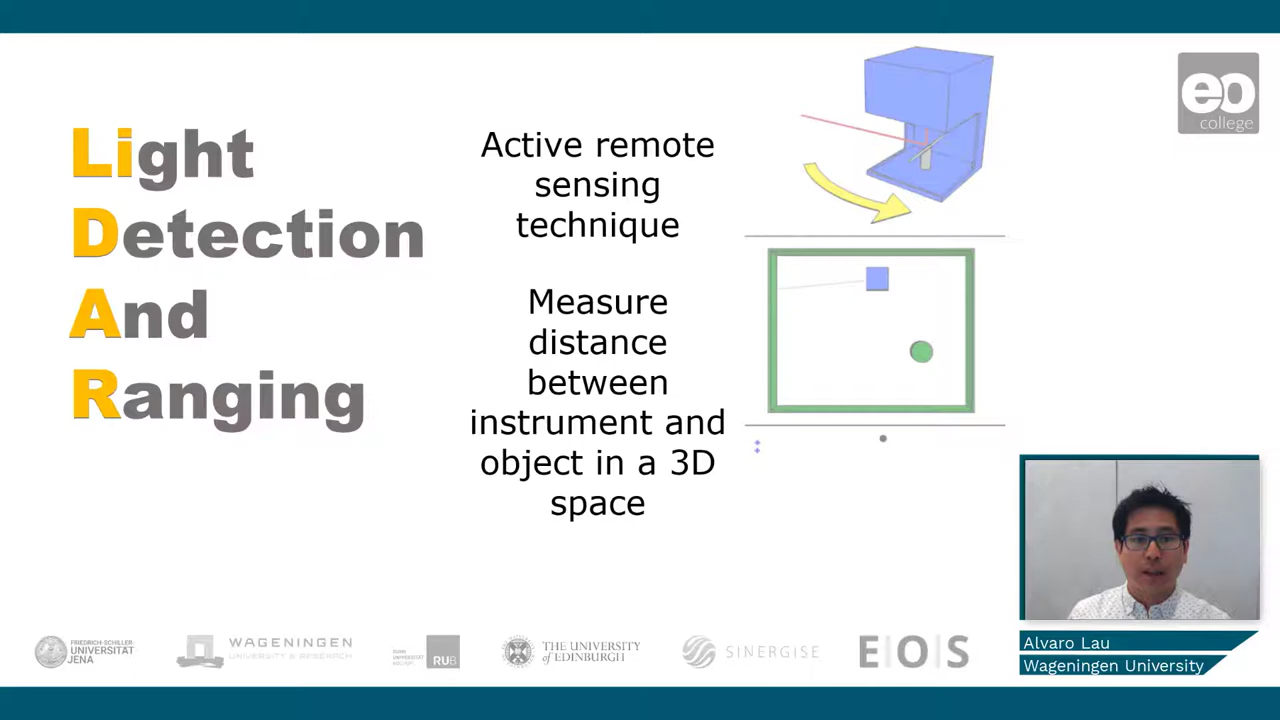 Light
Detection
And
Ranging
Active remote
sensing
technique
Measure
distance
between
instrument and
object in a 3D
space
eo
college
Alvaro Lau
Wageningen University
FRIEDRICH-SCHILLER
UNIVERSITÄT
JENA
WAGENINGEN
UNIVERSITY & RESEARCH
RUHR
UNIVERSITÄT
BOCHUM
RUB
THE UNIVERSITY
of EDINBURGH
SINERGISE
E|O|S